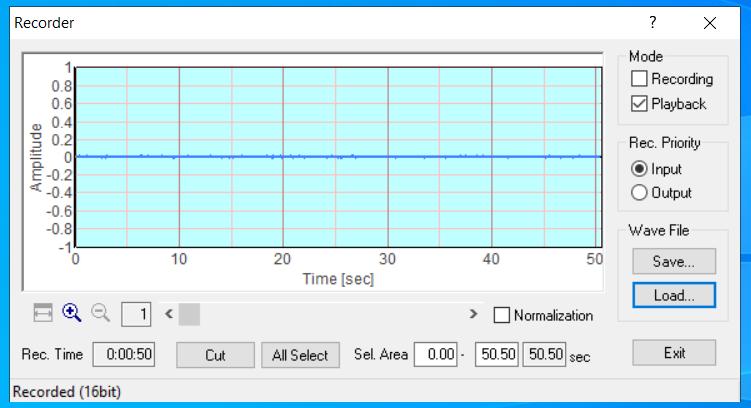 Recorder
?
Amplitude
1
0.8
0.6
0.4
0.2
0
-0.2
-0.4
-0.6
-0.8
-1
0 10 20 30 40 50
Time [sec]
1
Normalization
Rec. Time 0:00:50 Cut All Select Sel. Area 0.00 - 50.50 50.50 sec
Mode
Recording
Playback
Rec. Priority
Input
Output
Wave File
Save...
Load...
Exit
Recorded (16bit)